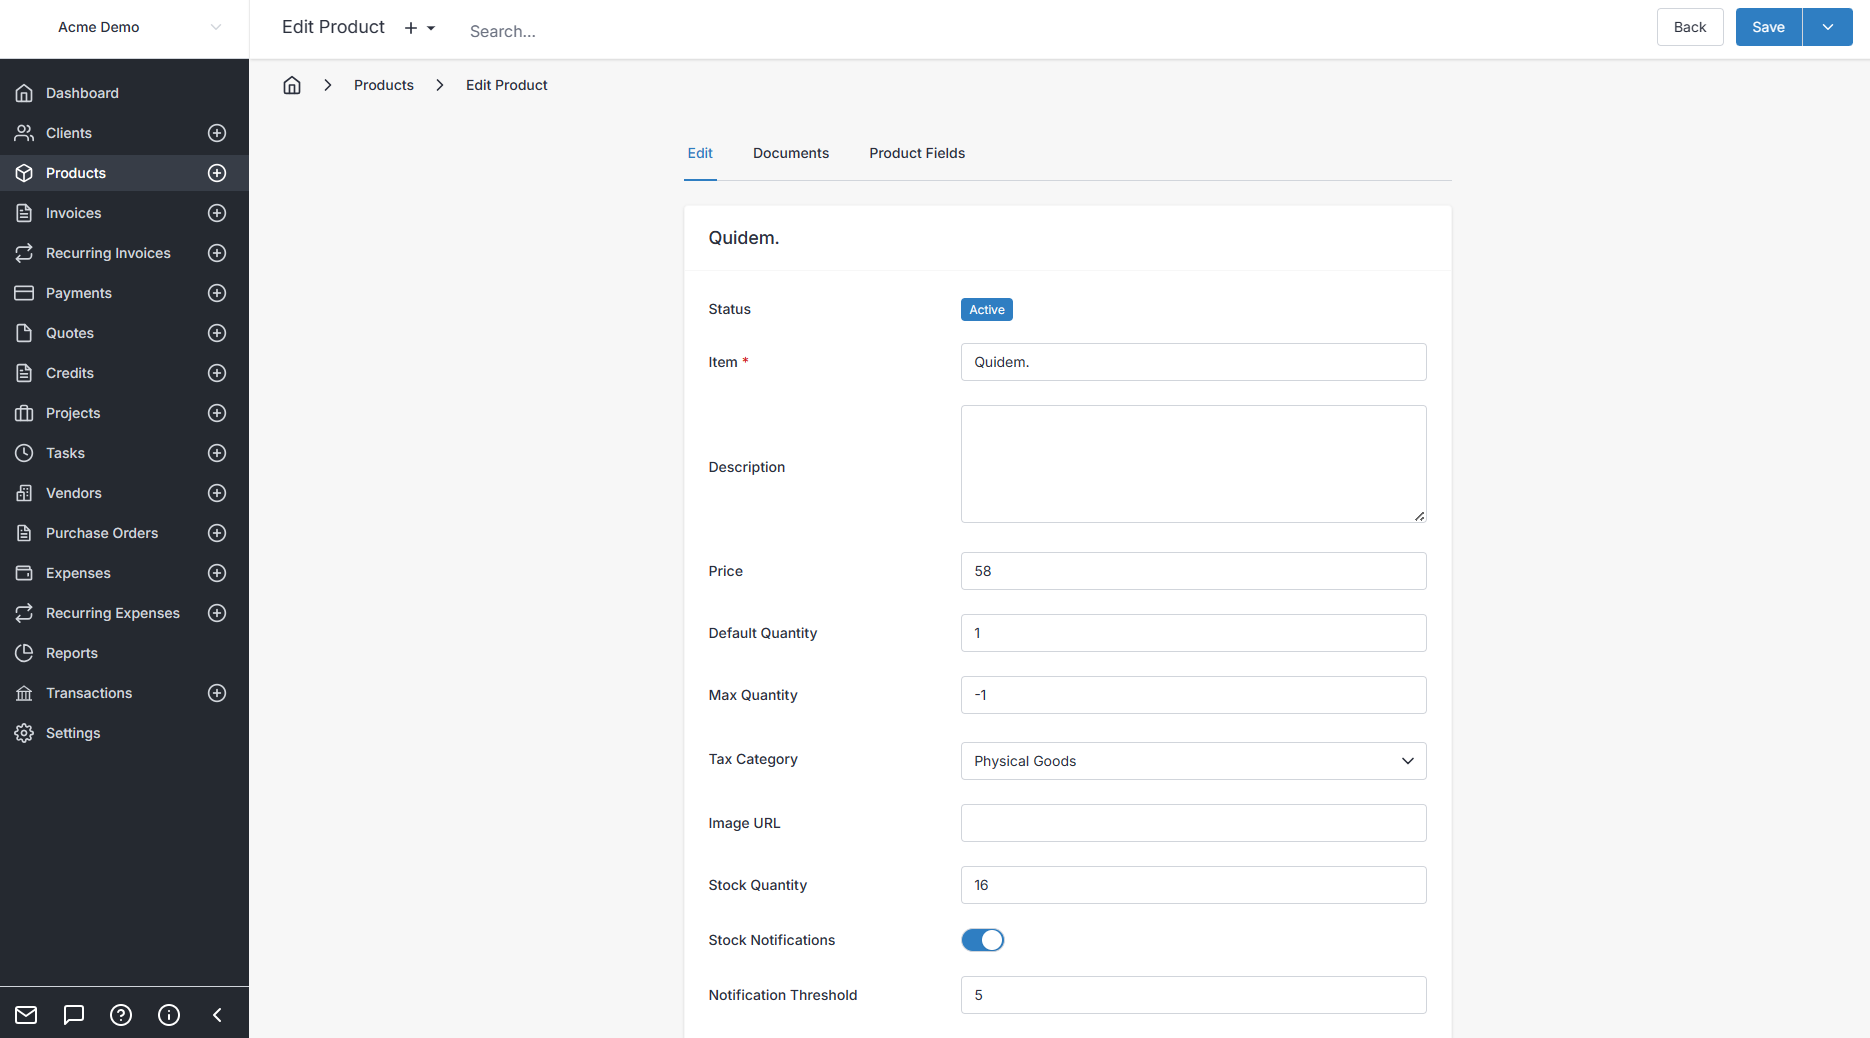 Acme Demo
Edit Product
Search...
Back
Save
Dashboard
Clients
Products
Invoices
Recurring Invoices
Payments
Quotes
Credits
Projects
Tasks
Vendors
Purchase Orders
Expenses
Recurring Expenses
Reports
Transactions
Settings
Products
Edit Product
Edit
Documents
Product Fields
Quidem.
Status
Active
Item *
Quidem.
Description
Price
58
Default Quantity
1
Max Quantity
-1
Tax Category
Physical Goods
Image URL
Stock Quantity
16
Stock Notifications
Notification Threshold
5